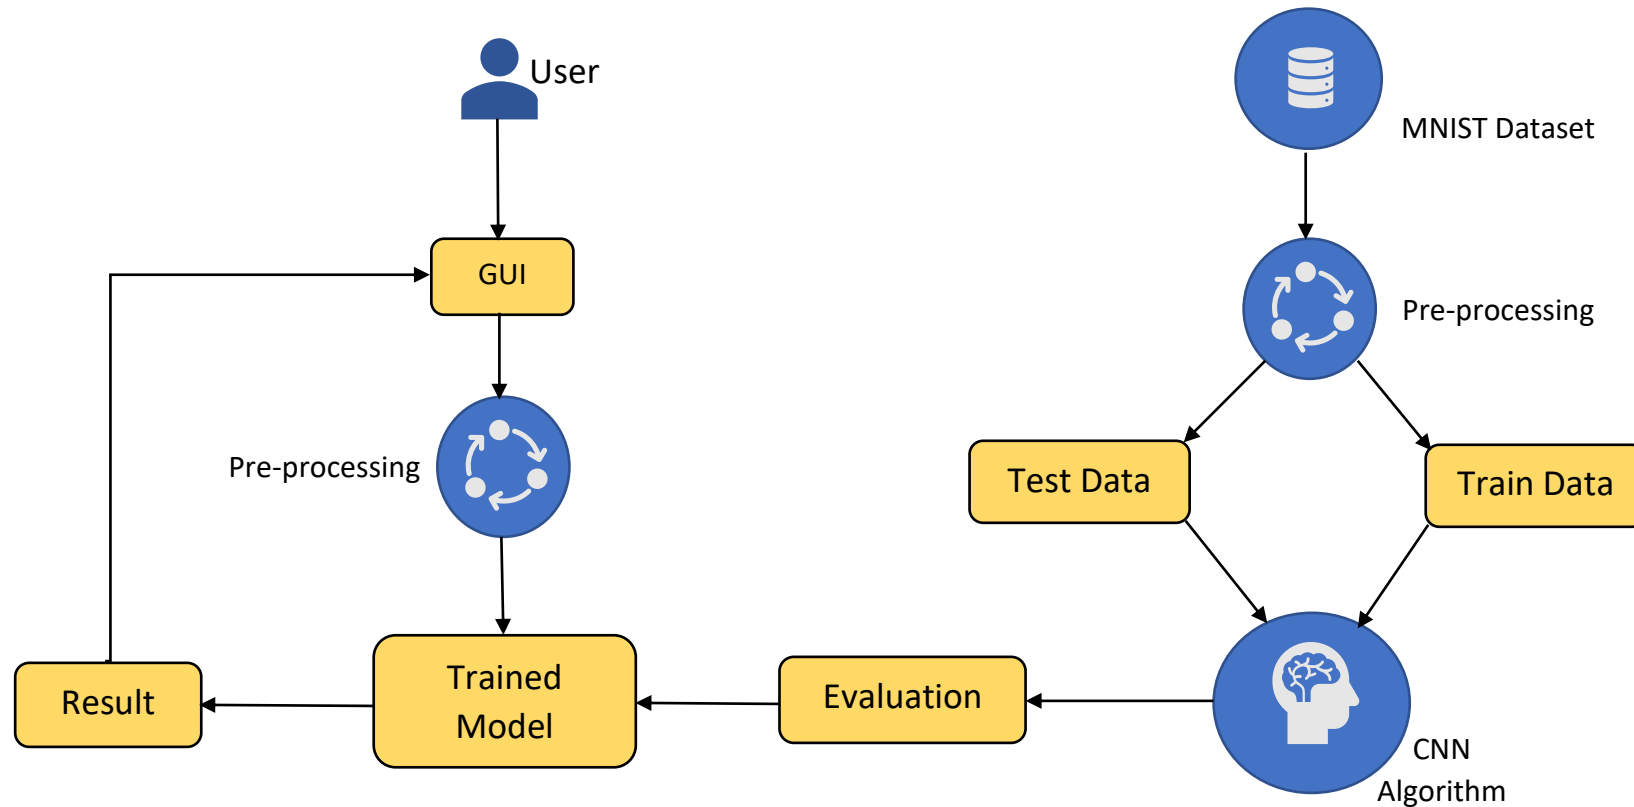 User
MNIST Dataset
GUI
Pre-processing
Pre-processing
Test Data
Train Data
Trained
Model
Evaluation
Result
CNN
Algorithm